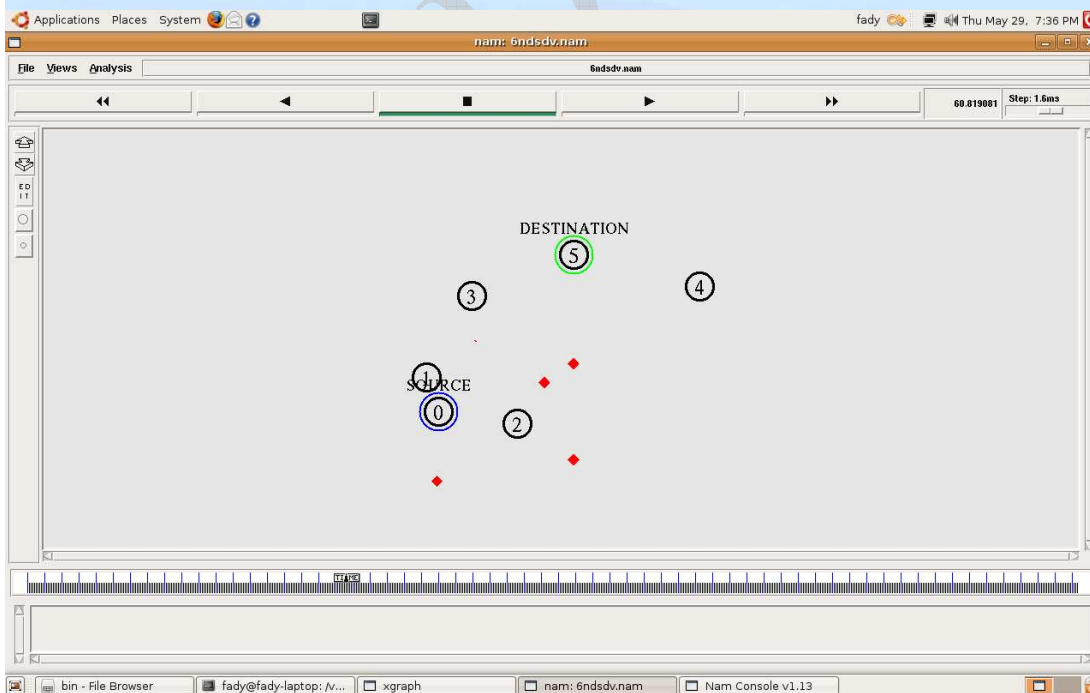 Applications Places System fady Thu May 29, 7:36 PM
nam: 6ndsdv.nam
File Views Analysis 6ndsdv.nam
60.819081 Step: 1.6ms
ED
IT
DESTINATION
5
3
4
1
SOURCE
0
2
TIME
bin - File Browser fady@fady-laptop: /v... xgraph nam: 6ndsdv.nam Nam Console v1.13